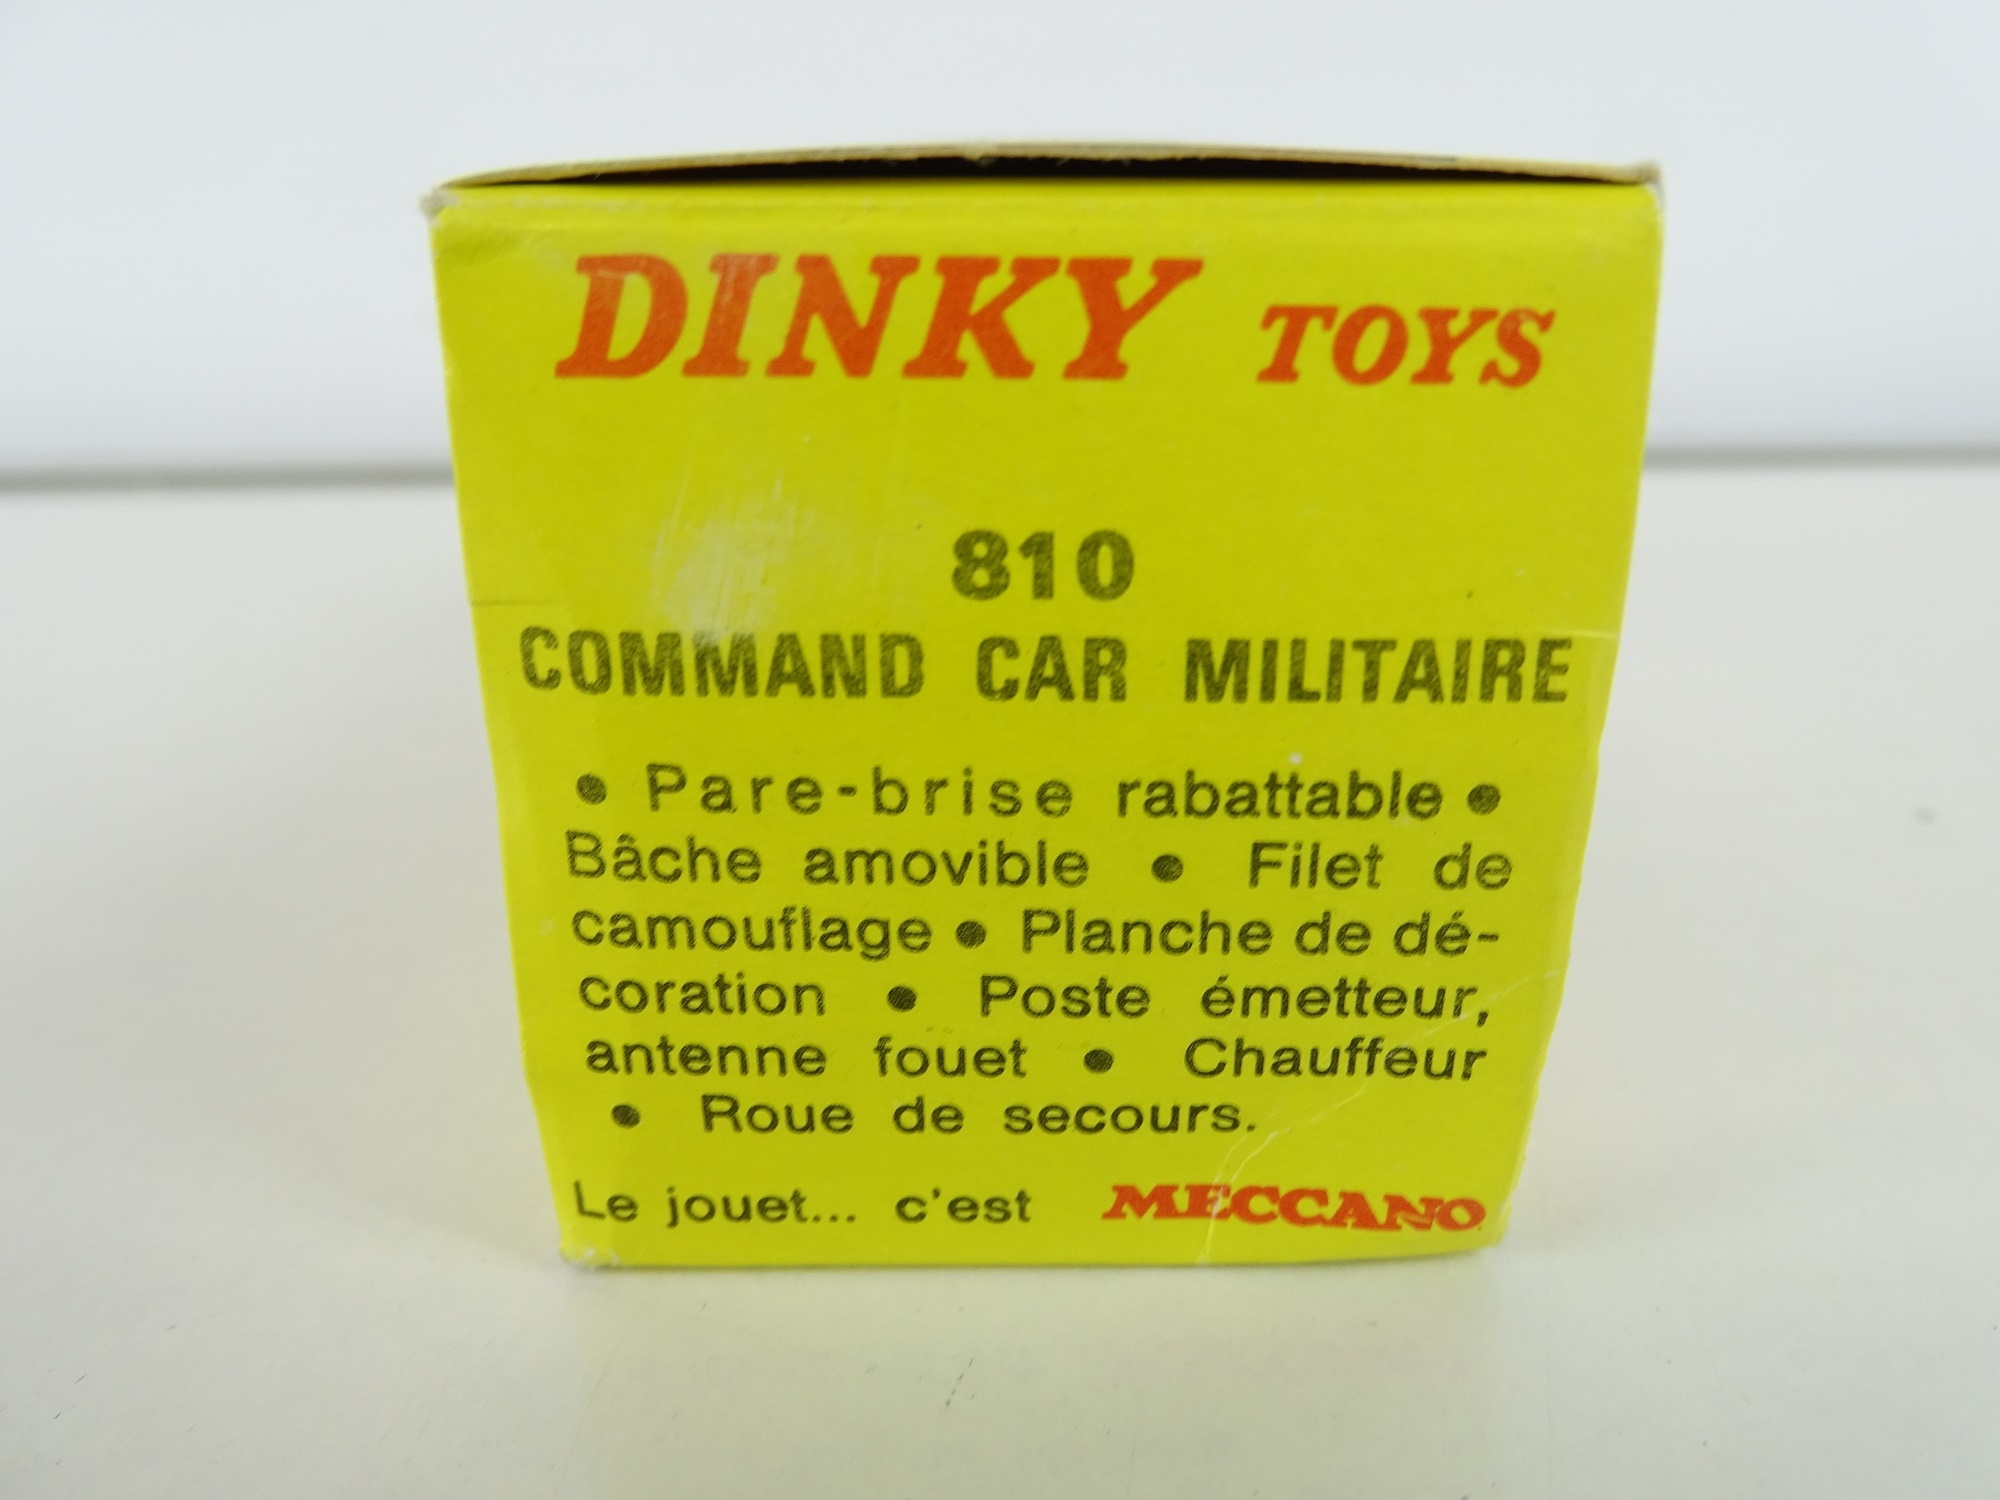 DINKY TOYS
810
COMMAND CAR MILITAIRE
• Pare-brise rabattable •
Bâche amovible • Filet de
camouflage • Planche de dé-
coration • Poste émetteur,
antenne fouet • Chauffeur
• Roue de secours.
Le jouet... c'est MECCANO